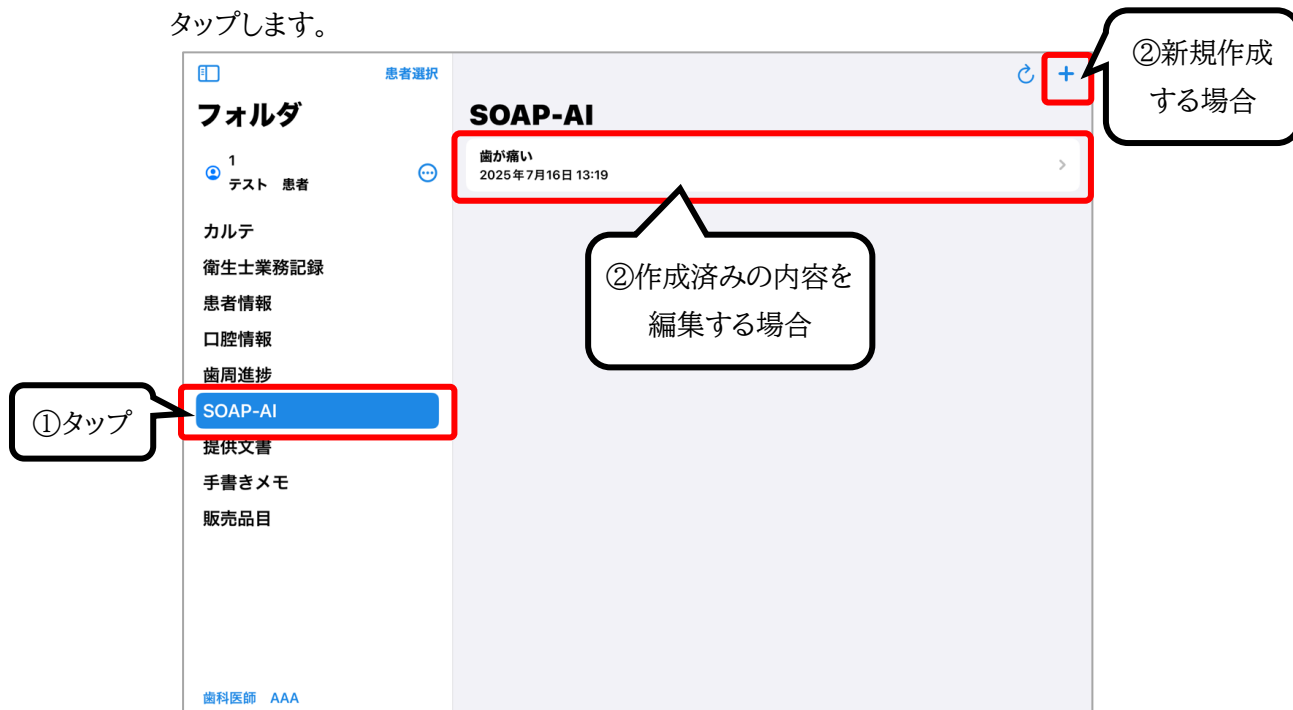 タップします。
②新規作成
する場合
患者選択
+
フォルダ
SOAP-AI
1
テスト 患者
歯が痛い
2025年7月16日 13:19
カルテ
衛生士業務記録
患者情報
口腔情報
歯周進捗
②作成済みの内容を
編集する場合
①タップ
SOAP-AI
提供文書
手書きメモ
販売品目
歯科医師 AAA